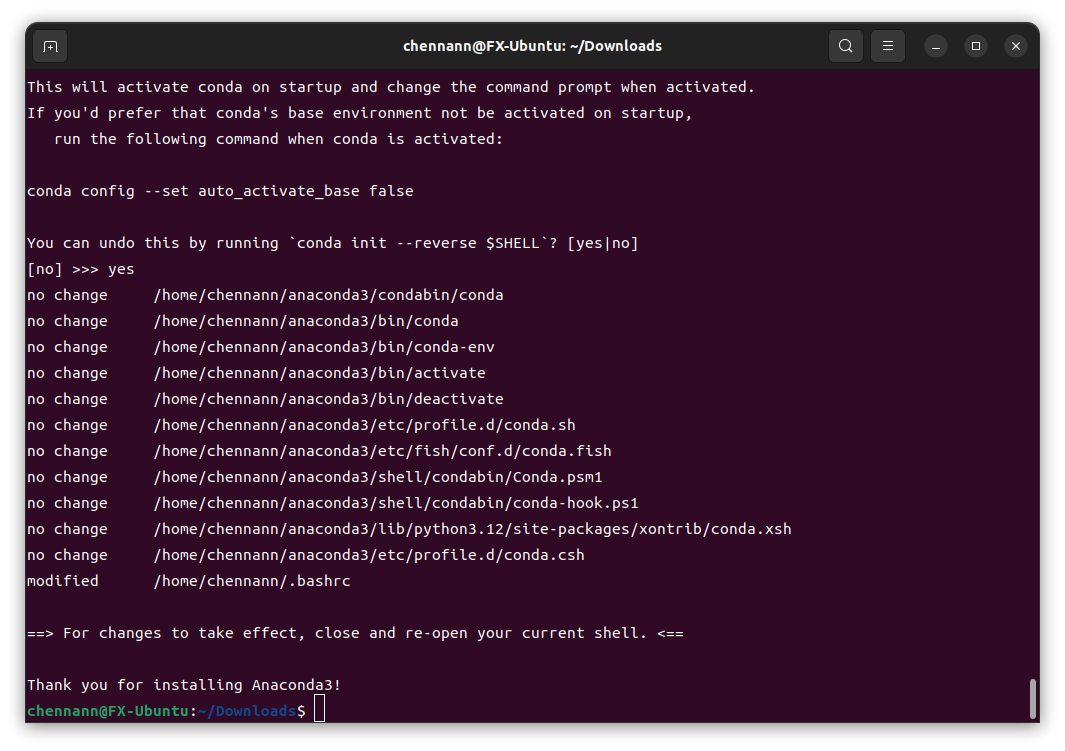 chennann@FX-Ubuntu: ~/Downloads
This will activate conda on startup and change the command prompt when activated.
If you'd prefer that conda's base environment not be activated on startup,
   run the following command when conda is activated:

conda config --set auto_activate_base false

You can undo this by running `conda init --reverse $SHELL`? [yes|no]
[no] >>> yes
no change     /home/chennann/anaconda3/condabin/conda
no change     /home/chennann/anaconda3/bin/conda
no change     /home/chennann/anaconda3/bin/conda-env
no change     /home/chennann/anaconda3/bin/activate
no change     /home/chennann/anaconda3/bin/deactivate
no change     /home/chennann/anaconda3/etc/profile.d/conda.sh
no change     /home/chennann/anaconda3/etc/fish/conf.d/conda.fish
no change     /home/chennann/anaconda3/shell/condabin/Conda.psm1
no change     /home/chennann/anaconda3/shell/condabin/conda-hook.ps1
no change     /home/chennann/anaconda3/lib/python3.12/site-packages/xontrib/conda.xsh
no change     /home/chennann/anaconda3/etc/profile.d/conda.csh
modified      /home/chennann/.bashrc

==> For changes to take effect, close and re-open your current shell. <==

Thank you for installing Anaconda3!
chennann@FX-Ubuntu:~/Downloads$